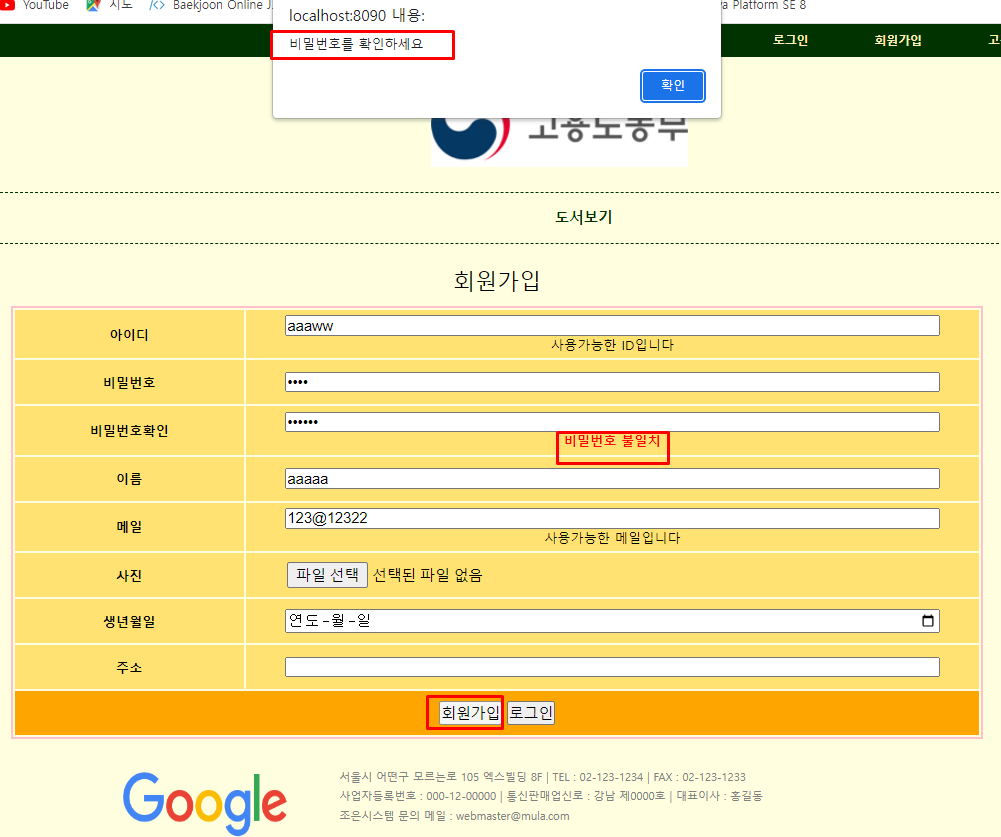 YouTube 지도 Baekjoon Online J
Platform SE 8
localhost:8090 내용:
비밀번호를 확인하세요
확인
로그인 회원가입 고
고용노동부
도서보기
회원가입
아이디 aaaww
사용가능한 ID입니다
비밀번호 ••••
비밀번호확인 ••••••
비밀번호 불일치
이름 aaaaa
메일 123@12322
사용가능한 메일입니다
사진 파일 선택 선택된 파일 없음
생년월일 연도-월-일
주소
회원가입 로그인
Google
서울시 어떤구 모르는로 105 엑스빌딩 8F | TEL : 02-123-1234 | FAX : 02-123-1233
사업자등록번호 : 000-12-00000 | 통신판매업신로 : 강남 제0000호 | 대표이사 : 홍길동
조은시스템 문의 메일 : webmaster@mula.com